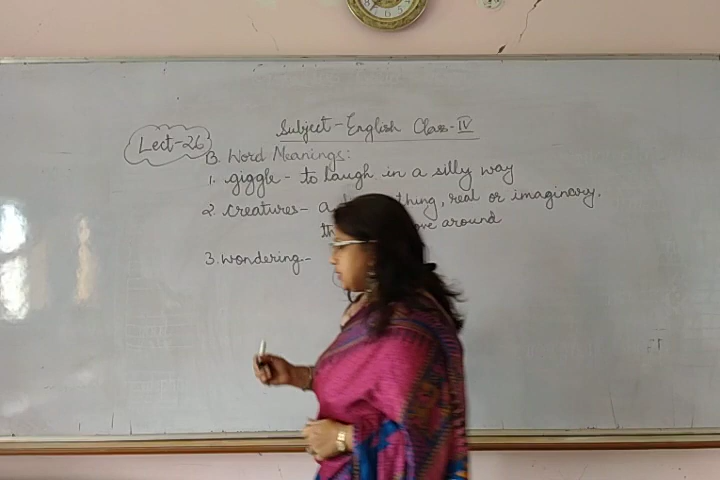 Subject-English Class-IV
Lect-26
B. Word Meanings:
1. giggle - to laugh in a silly way
2. creatures - a thing, real or imaginary.
around
3. wondering-